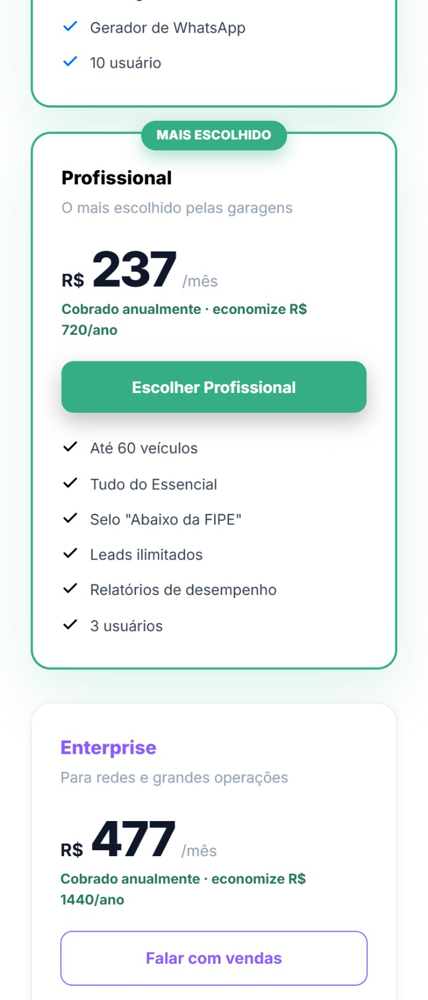 Gerador de WhatsApp
10 usuário
MAIS ESCOLHIDO
Profissional
O mais escolhido pelas garagens
R$ 237 /mês
Cobrado anualmente · economize R$
720/ano
Escolher Profissional
Até 60 veículos
Tudo do Essencial
Selo "Abaixo da FIPE"
Leads ilimitados
Relatórios de desempenho
3 usuários
Enterprise
Para redes e grandes operações
R$ 477 /mês
Cobrado anualmente · economize R$
1440/ano
Falar com vendas